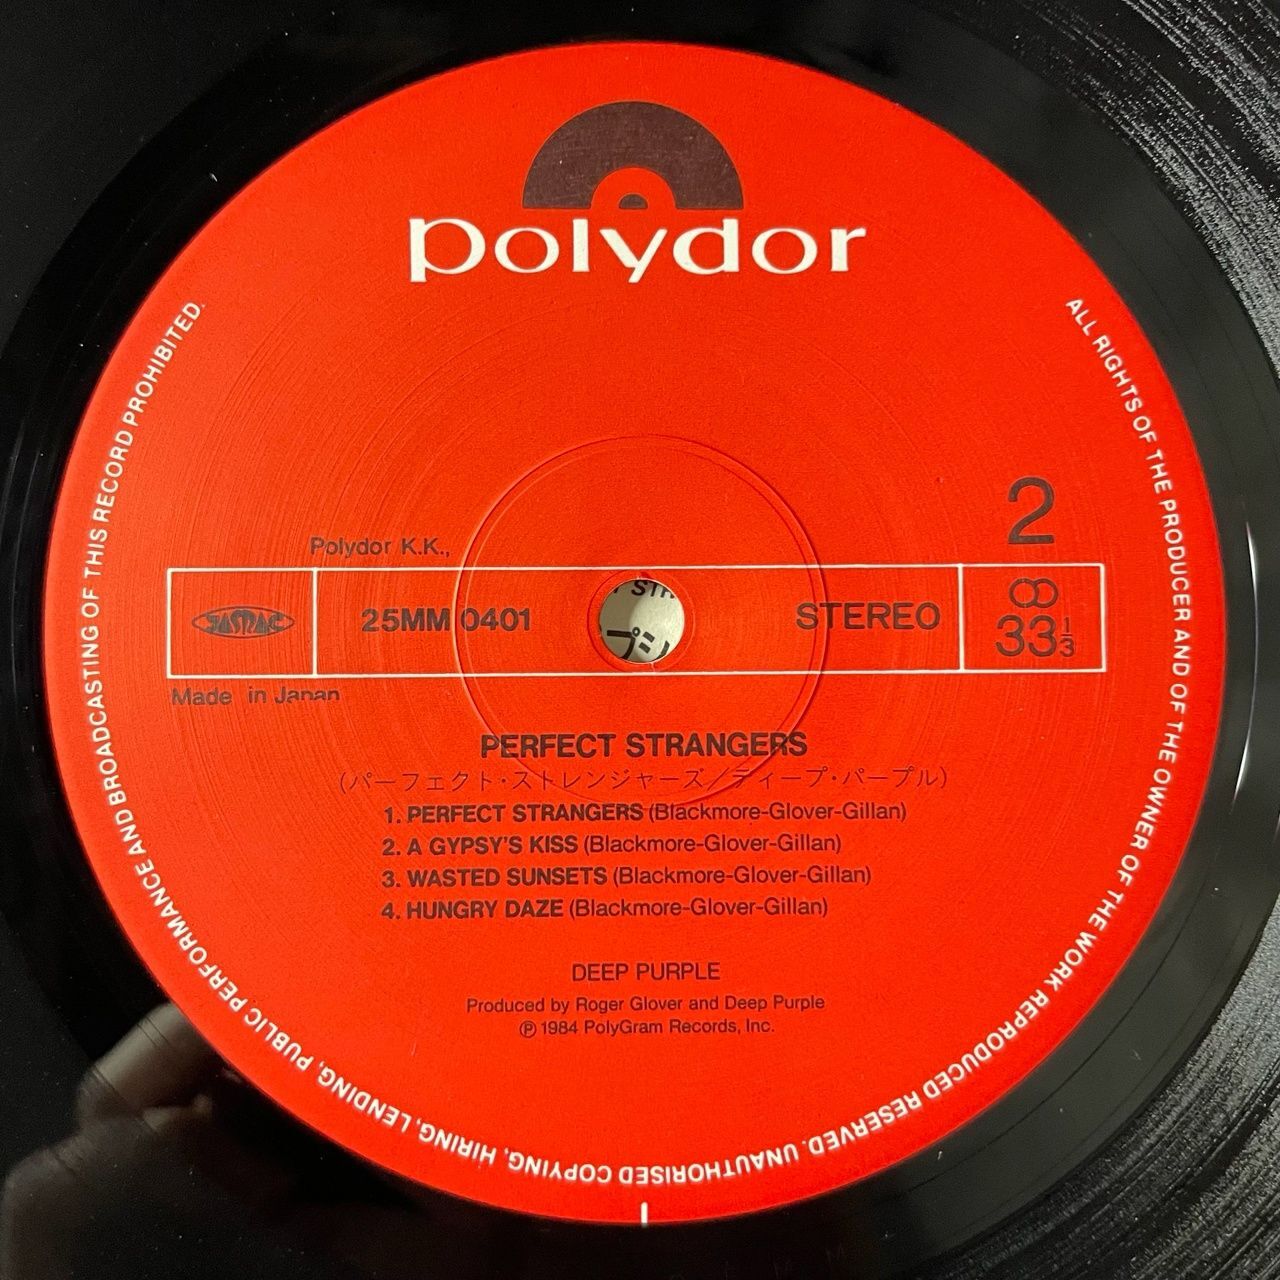 polydor
ALL RIGHTS OF THE PRODUCER AND OF THE OWNER OF THE WORK REPRODUCED RESERVED. UNAUTHORISED COPYING, HIRING, LENDING, PUBLIC PERFORMANCE AND BROADCASTING OF THIS RECORD PROHIBITED.
2
Polydor K.K.,
JASRAC
25MM 0401
STEREO
33 1/3
Made in Japan
PERFECT STRANGERS
(パーフェクト・ストレンジャーズ/ディープ・パープル)
1. PERFECT STRANGERS (Blackmore-Glover-Gillan)
2. A GYPSY'S KISS (Blackmore-Glover-Gillan)
3. WASTED SUNSETS (Blackmore-Glover-Gillan)
4. HUNGRY DAZE (Blackmore-Glover-Gillan)
DEEP PURPLE
Produced by Roger Glover and Deep Purple
℗ 1984 PolyGram Records, Inc.